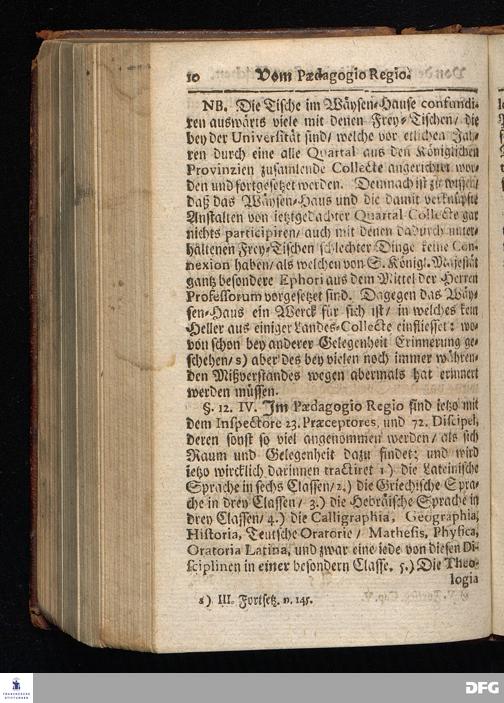 10 Vom Pædagogio Regio.
NB. Die Tische im Wäysen-Hause confundi-
ren auswärts viele mit denen Frey-Tischen/ die
bey der Universität sind/ welche vor etlichen Jah-
ren durch eine alle Quartal aus den Königlichen
Provinzien zusamlende Collecte angerichtet wor-
den und fortgesetzet werden. Demnach ist zu wissen/
daß das Wäysen-Haus und die damit verknüpfte
Anstalten von jetztgedachter Quartal-Collecte gar
nichts participiren/ auch mit denen dadurch unter-
haltenen Frey-Tischen schlechter Dinge keine Con-
nexion haben/ als welchen von S. Königl. Majestät
gantz besondere Ephori aus dem Mittel der Herren
Professorum vorgesetzet sind. Dagegen das Wäy-
sen-Haus ein Werck für sich ist/ in welches kein
Heller aus einiger Landes-Collecte einfliesset: wo-
von schon bey anderer Gelegenheit Erinnerung ge-
schehen/ s) aber des bey vielen noch immer währen-
den Mißverstandes wegen abermals hat erinnert
werden müssen.
§. 12. IV. Im Pædagogio Regio sind ietzo mit
dem Inspectore 23. Præceptores, und 72. Discipel,
deren sonst so viel angenommen werden/ als sich
Raum und Gelegenheit dazu findet; und wird
ietzo wircklich darinnen tractiret 1.) die Lateinische
Sprache in sechs Classen/ 2.) die Griechische Spra-
che in drey Classen/ 3.) die Hebräische Sprache in
drey Classen/ 4.) die Calligraphia, Geographia,
Historia, Teutsche Oratorie/ Mathesis, Physica,
Oratoria Latina, und zwar eine iede von diesen Di-
sciplinen in einer besondern Classe. 5.) Die Theo-
logia
s) III. Fortsetz. n. 145.
FRANCKESCHE
STIFTUNGEN
DFG